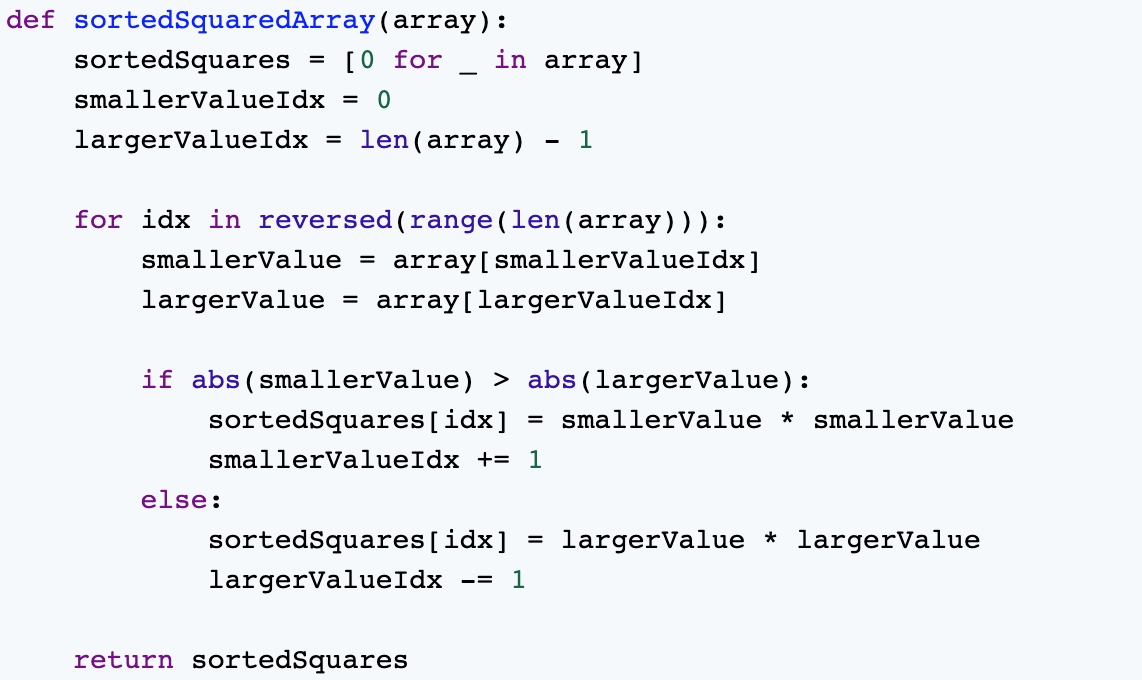 def sortedSquaredArray(array):
    sortedSquares = [0 for _ in array]
    smallerValueIdx = 0
    largerValueIdx = len(array) - 1

    for idx in reversed(range(len(array))):
        smallerValue = array[smallerValueIdx]
        largerValue = array[largerValueIdx]

        if abs(smallerValue) > abs(largerValue):
            sortedSquares[idx] = smallerValue * smallerValue
            smallerValueIdx += 1
        else:
            sortedSquares[idx] = largerValue * largerValue
            largerValueIdx -= 1

    return sortedSquares